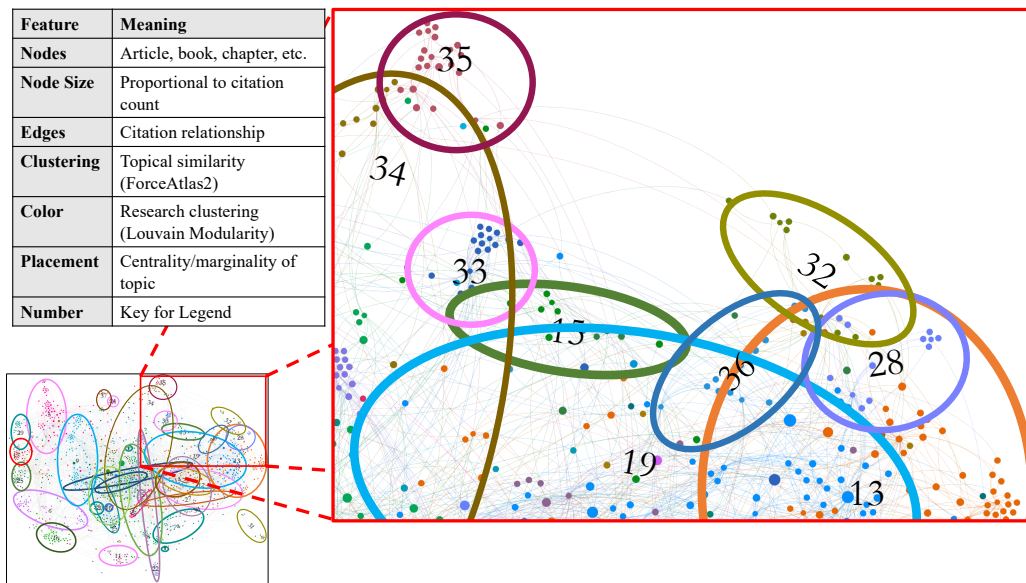 Feature Meaning
Nodes Article, book, chapter, etc.
Node Size Proportional to citation
count
Edges Citation relationship
Clustering Topical similarity
(ForceAtlas2)
Color Research clustering
(Louvain Modularity)
Placement Centrality/marginality of
topic
Number Key for Legend
35
34
33
32
15
28
36
19
13